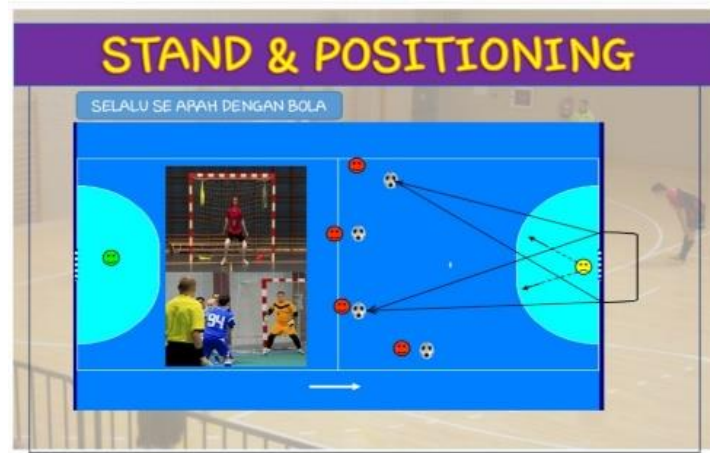 STAND & POSITIONING
SELALU SE ARAH DENGAN BOLA
94